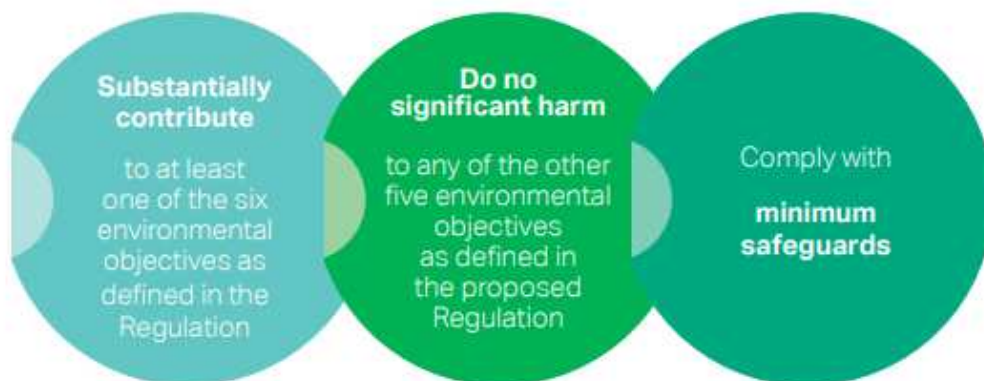 Substantially
contribute
to at least
one of the six
environmental
objectives as
defined in the
Regulation
Do no
significant harm
to any of the other
five environmental
objectives
as defined in
the proposed
Regulation
Comply with
minimum
safeguards